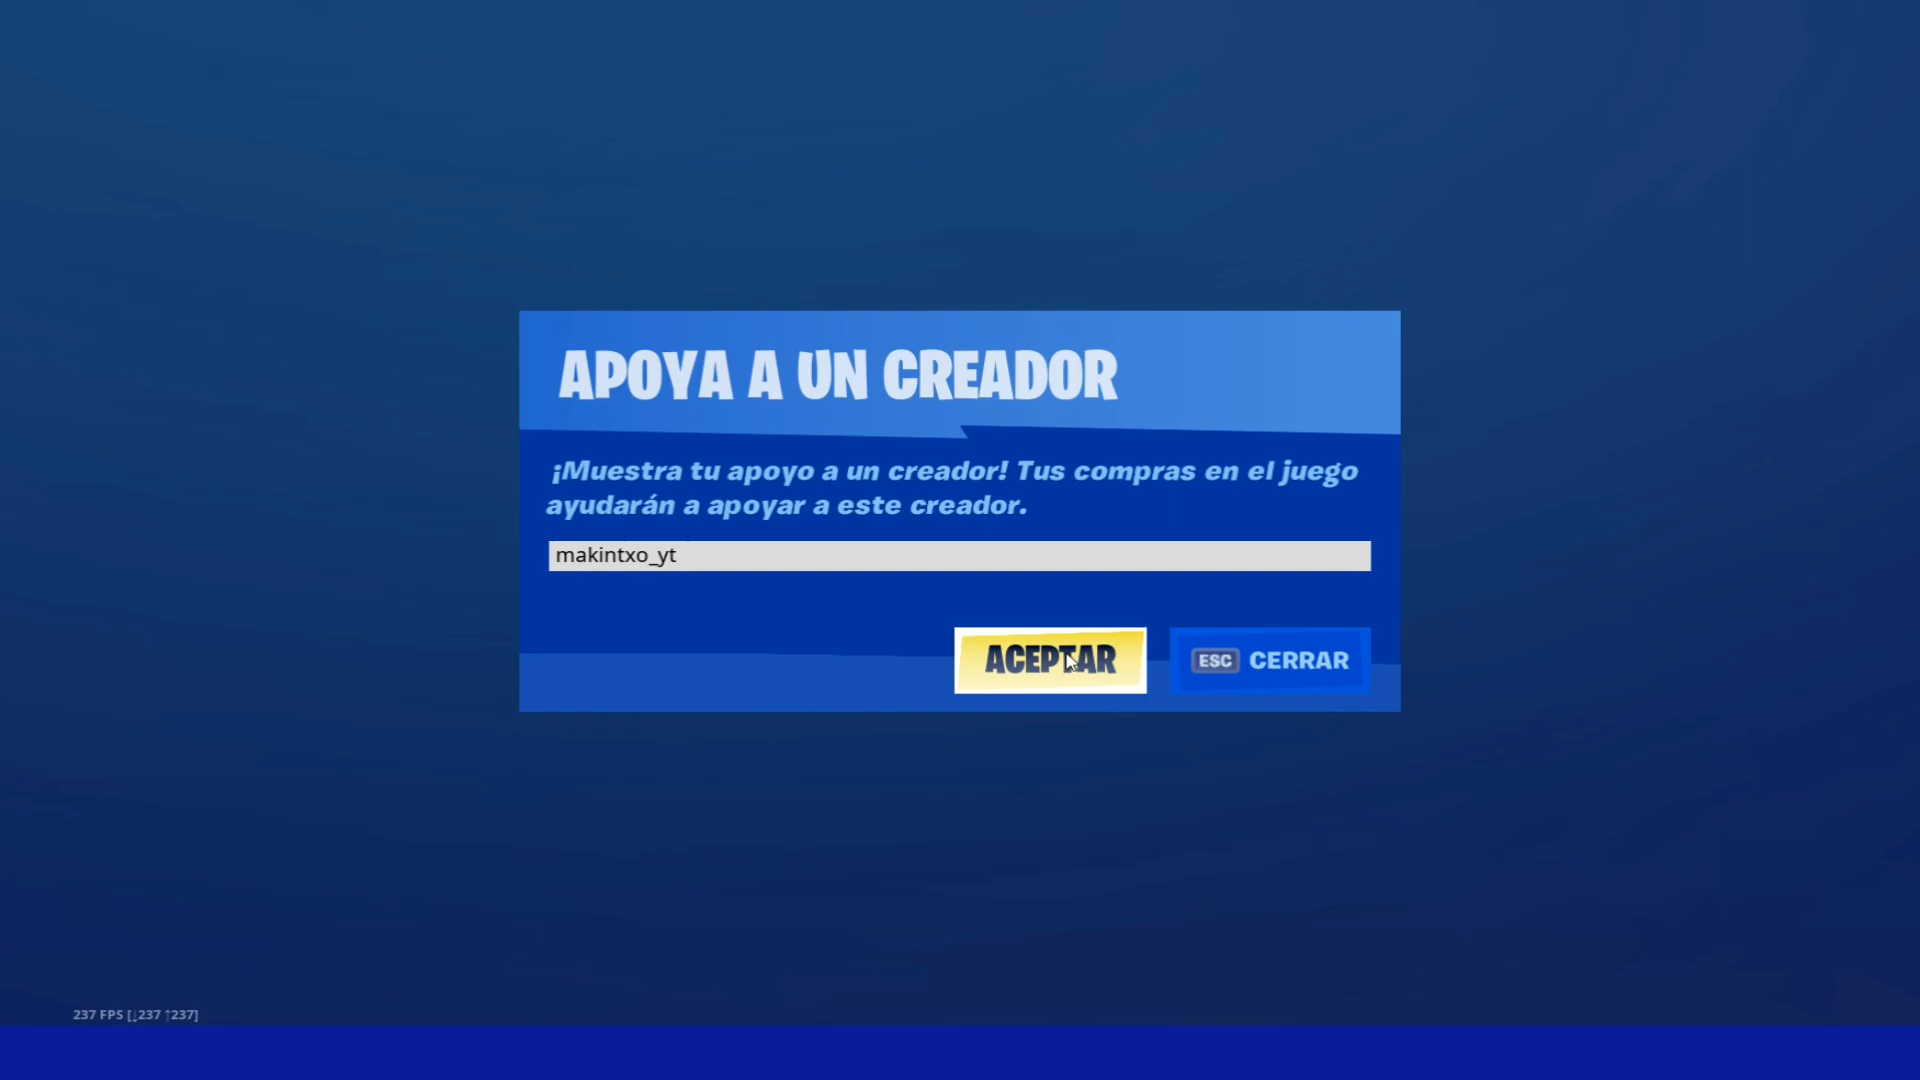 APOYA A UN CREADOR
¡Muestra tu apoyo a un creador! Tus compras en el juego
ayudarán a apoyar a este creador.
makintxo_yt
ACEPTAR
ESC CERRAR
237 FPS [↓237 ↑237]